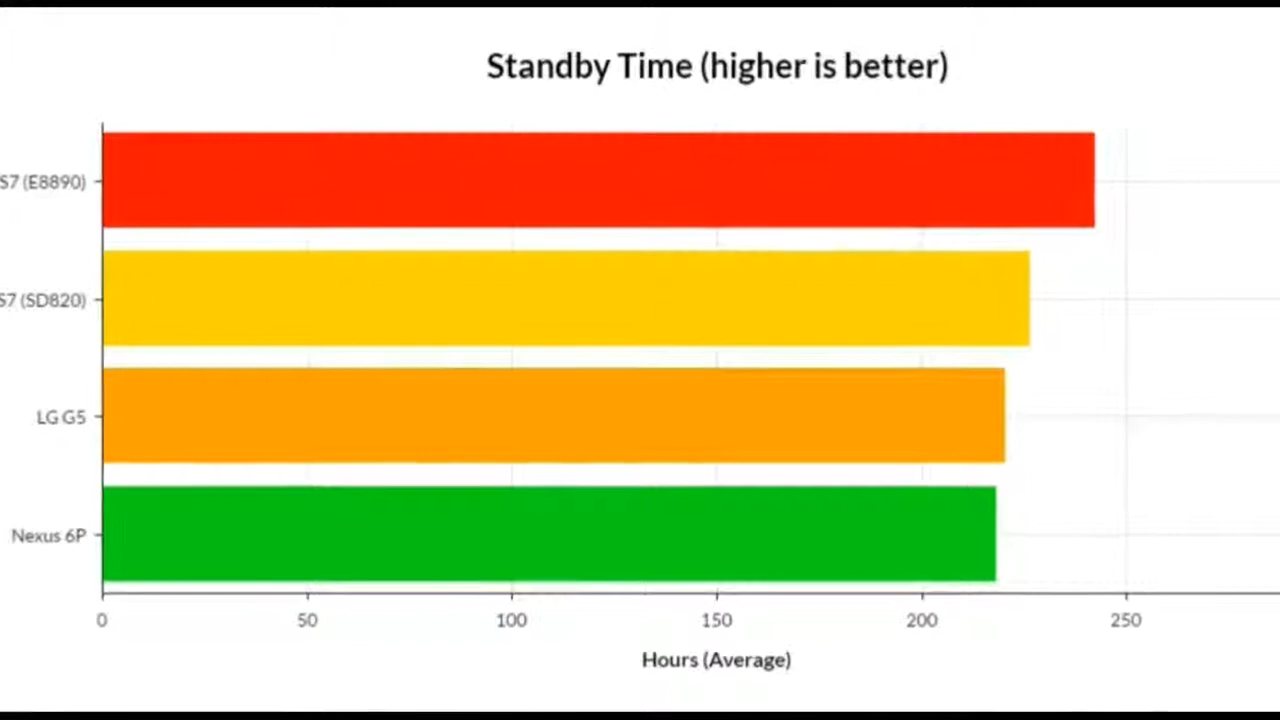 Standby Time (higher is better)
S7 (E8890)
S7 (SD820)
LG G5
Nexus 6P
0 50 100 150 200 250
Hours (Average)